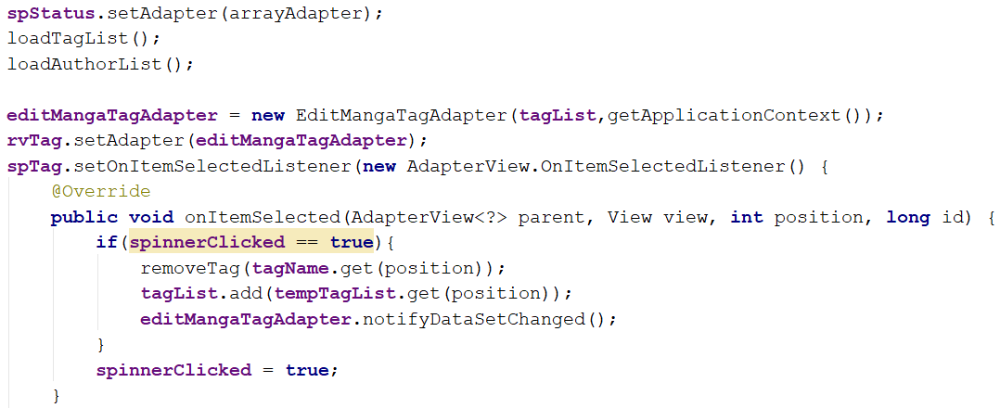 spStatus.setAdapter(arrayAdapter);
loadTagList();
loadAuthorList();

editMangaTagAdapter = new EditMangaTagAdapter(tagList,getApplicationContext());
rvTag.setAdapter(editMangaTagAdapter);
spTag.setOnItemSelectedListener(new AdapterView.OnItemSelectedListener() {
    @Override
    public void onItemSelected(AdapterView<?> parent, View view, int position, long id) {
        if(spinnerClicked == true){
            removeTag(tagName.get(position));
            tagList.add(tempTagList.get(position));
            editMangaTagAdapter.notifyDataSetChanged();
        }
        spinnerClicked = true;
    }